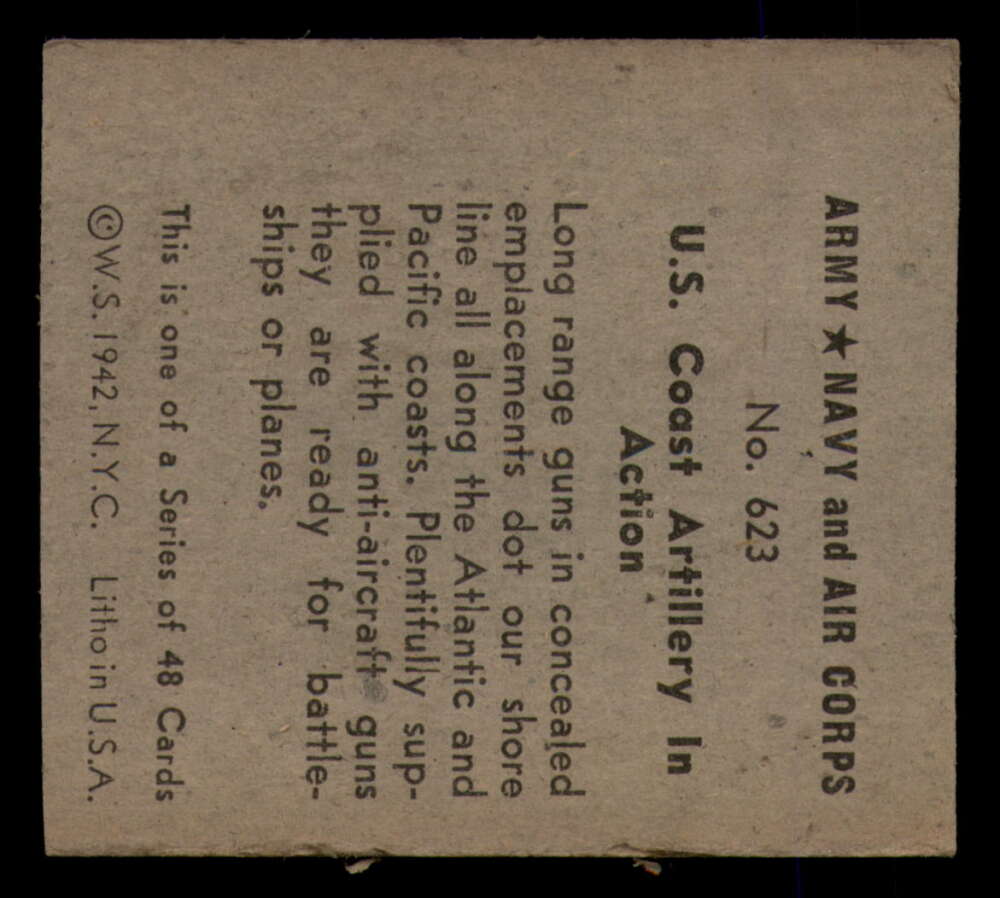 ARMY ★ NAVY and AIR CORPS
No. 623
U.S. Coast Artillery In
Action
Long range guns in concealed
emplacements dot our shore
line all along the Atlantic and
Pacific coasts. Plentifully sup-
plied with anti-aircraft guns
they are ready for battle-
ships or planes.
This is one of a Series of 48 Cards
©W.S. 1942, N.Y.C. Litho in U.S.A.